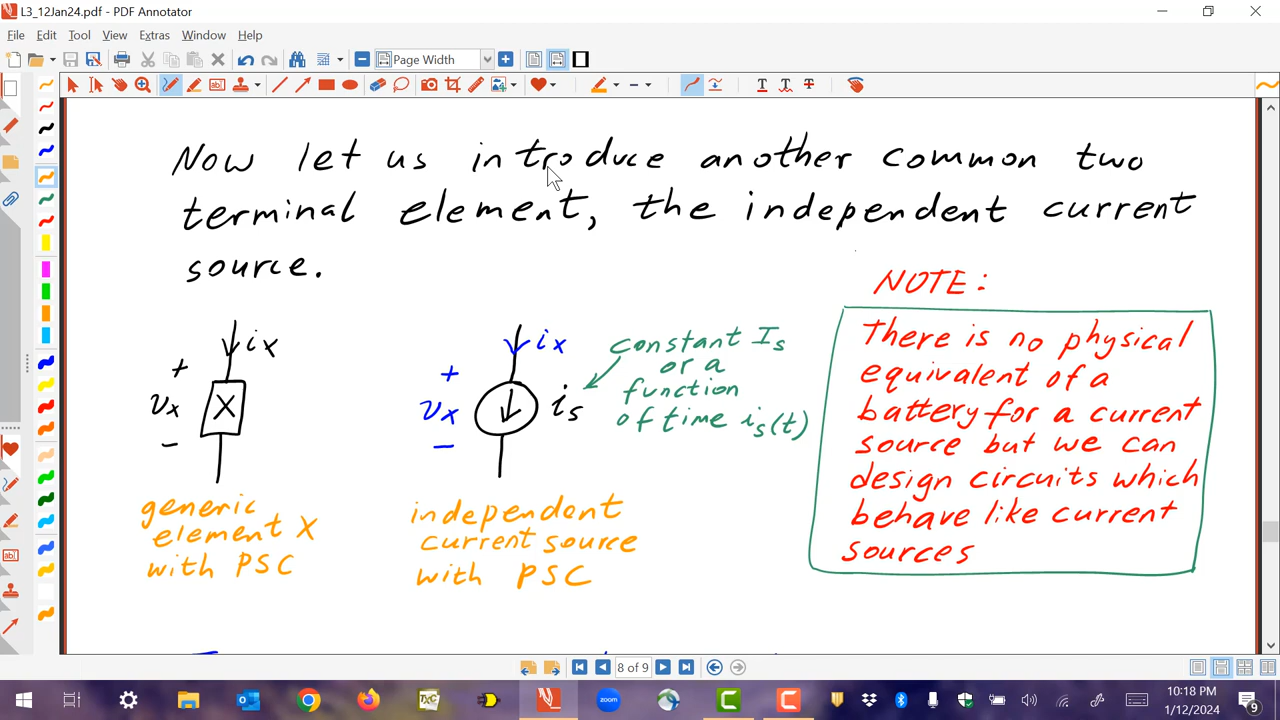 L3_12Jan24.pdf - PDF Annotator
File Edit Tool View Extras Window Help
Page Width
Now let us introduce another common two
terminal element, the independent current
source.
NOTE:
There is no physical
equivalent of a
battery for a current
source but we can
design circuits which
behave like current
sources
ix
+
vx
-
X
generic
element X
with PSC
ix
+
vx
-
is
constant Is
or a
function
of time is(t)
independent
current source
with PSC
8 of 9
zoom
10:18 PM
1/12/2024
9